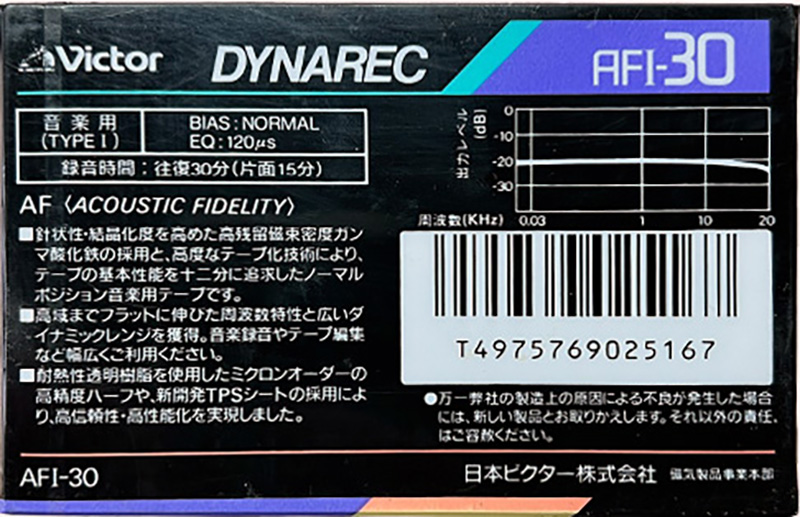 Victor DYNAREC AFI-30
音楽用
(TYPE I)
BIAS:NORMAL
EQ:120μs
録音時間:往復30分(片面15分)
出力レベル(dB)
0
-10
-20
-30
周波数(KHz) 0.03 1 10 20
AF〈ACOUSTIC FIDELITY〉
■針状性・結晶化度を高めた高残留磁束密度ガン
マ酸化鉄の採用と、高度なテープ化技術により、
テープの基本性能を十二分に追求したノーマル
ポジション音楽用テープです。
■高域までフラットに伸びた周波数特性と広いダ
イナミックレンジを獲得。音楽録音やテープ編集
など幅広くご利用ください。
■耐熱性透明樹脂を使用したミクロンオーダーの
高精度ハーフや、新開発TPSシートの採用によ
り、高信頼性・高性能化を実現しました。
T4975769025167
●万一弊社の製造上の原因による不良が発生した場合
には、新しい製品とお取りかえします。それ以外の責任
はご容赦ください。
AFI-30
日本ビクター株式会社 磁気製品事業本部